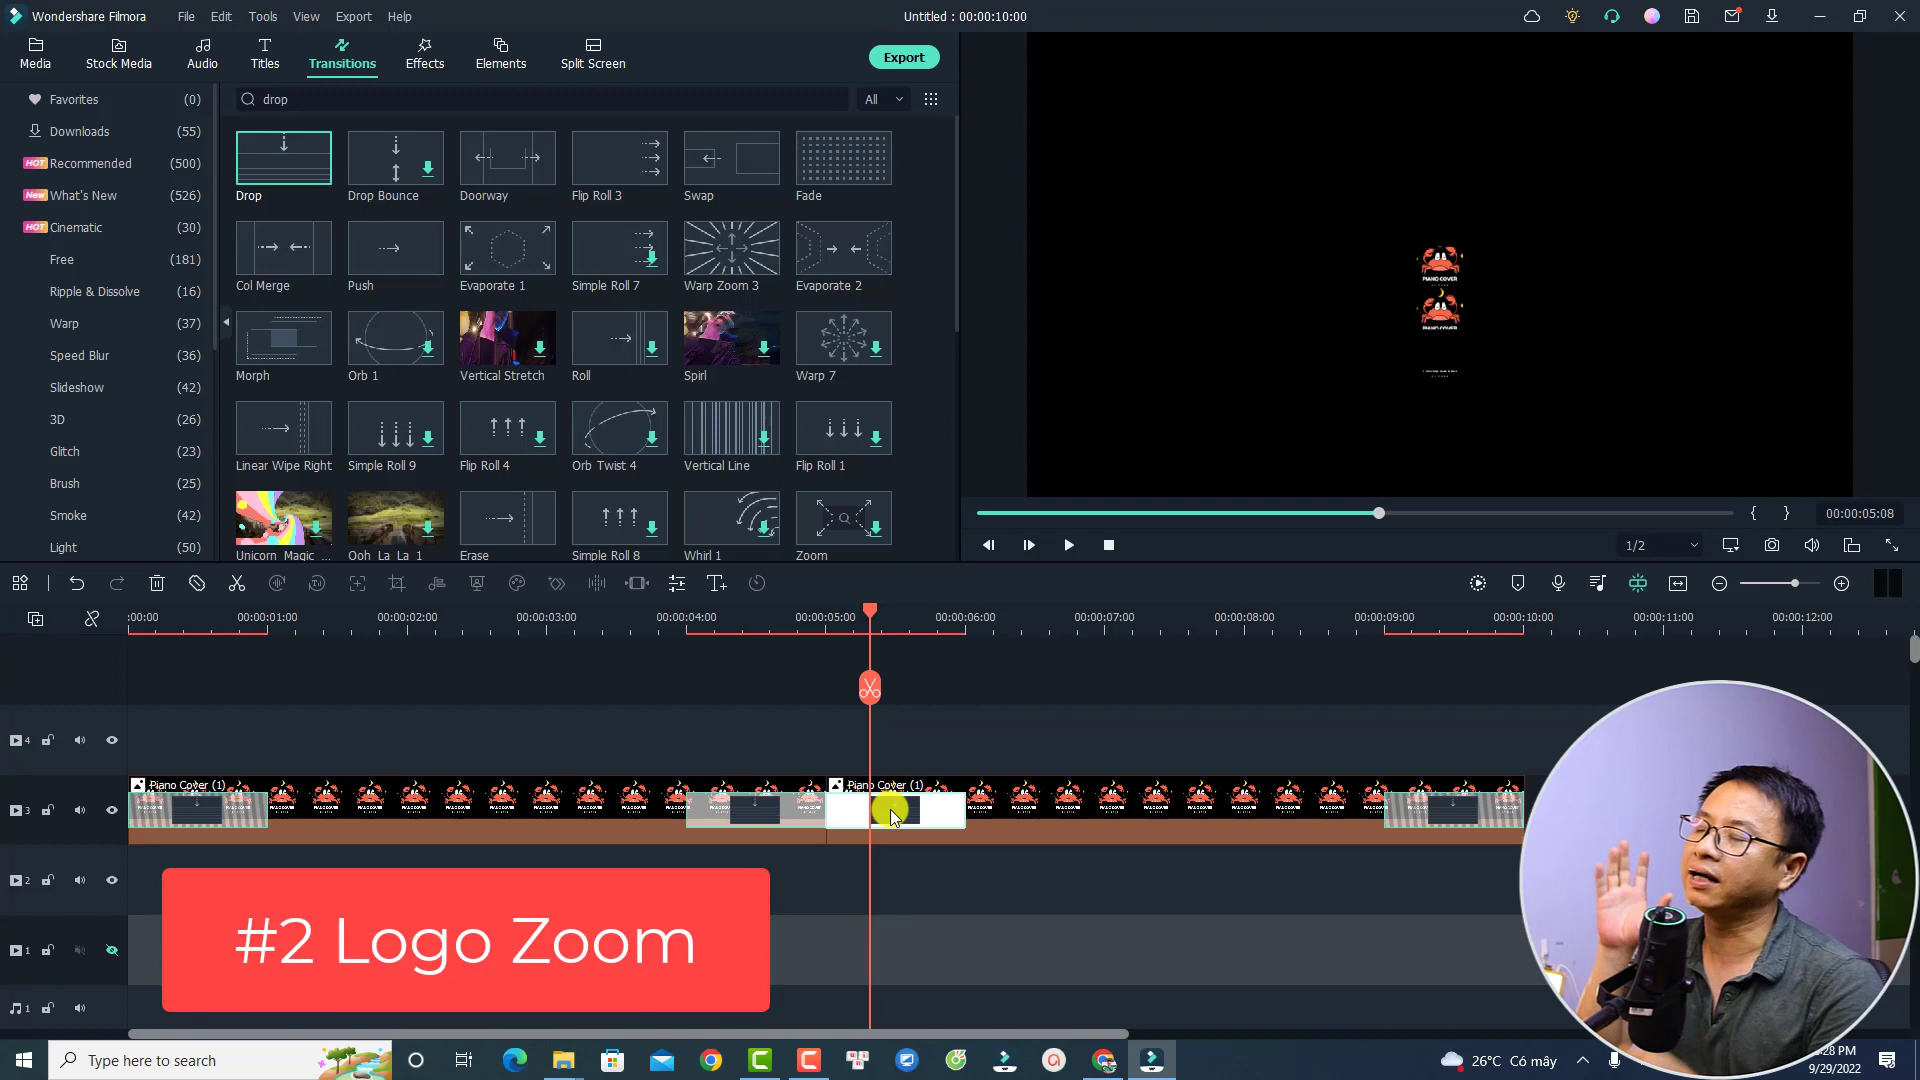 Wondershare Filmora
File Edit Tools View Export Help
Untitled : 00:00:10:00
Media Stock Media Audio Titles Transitions Effects Elements Split Screen
Export
Favorites (0)
Downloads (55)
HOT Recommended (500)
New What's New (526)
HOT Cinematic (30)
Free (181)
Ripple & Dissolve (16)
Warp (37)
Speed Blur (36)
Slideshow (42)
3D (26)
Glitch (23)
Brush (25)
Smoke (42)
Light (50)
drop
All
Drop Drop Bounce Doorway Flip Roll 3 Swap Fade
Col Merge Push Evaporate 1 Simple Roll 7 Warp Zoom 3 Evaporate 2
Morph Orb 1 Vertical Stretch Roll Spirl Warp 7
Linear Wipe Right Simple Roll 9 Flip Roll 4 Orb Twist 4 Vertical Line Flip Roll 1
Unicorn Magic ... Ooh La La 1 Erase Simple Roll 8 Whirl 1 Zoom
PIANO COVER
PIANO COVER
00:00:05:08
1/2
:00:00 00:00:01:00 00:00:02:00 00:00:03:00 00:00:04:00 00:00:05:00 00:00:06:00 00:00:07:00 00:00:08:00 00:00:09:00 00:00:10:00 00:00:11:00 00:00:12:00
4
Piano Cover (1) Piano Cover (1)
3
2
1
1
#2 Logo Zoom
Type here to search
26°C Có mây
:28 PM
9/29/2022